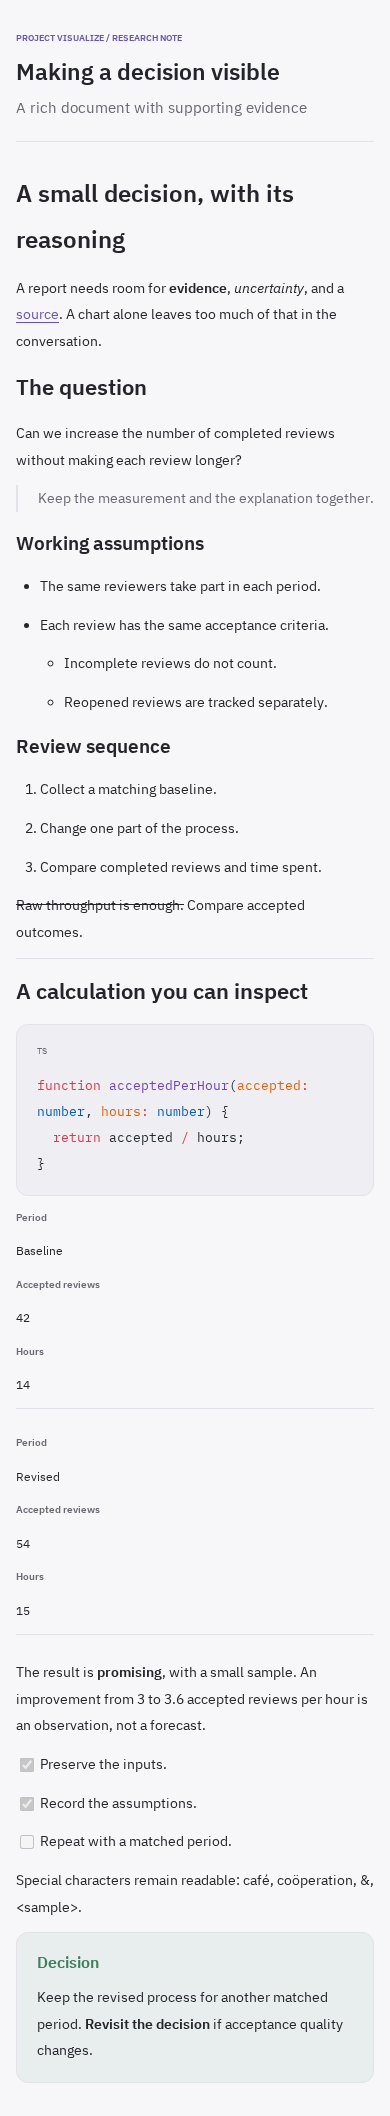 PROJECT VISUALIZE / RESEARCH NOTE
Making a decision visible
A rich document with supporting evidence
A small decision, with its
reasoning
A report needs room for evidence, uncertainty, and a
source. A chart alone leaves too much of that in the
conversation.
The question
Can we increase the number of completed reviews
without making each review longer?
Keep the measurement and the explanation together.
Working assumptions
• The same reviewers take part in each period.
• Each review has the same acceptance criteria.
◦ Incomplete reviews do not count.
◦ Reopened reviews are tracked separately.
Review sequence
1. Collect a matching baseline.
2. Change one part of the process.
3. Compare completed reviews and time spent.
Raw throughput is enough. Compare accepted
outcomes.
A calculation you can inspect
TS
function acceptedPerHour(accepted:
number, hours: number) {
  return accepted / hours;
}
Period
Baseline
Accepted reviews
42
Hours
14
Period
Revised
Accepted reviews
54
Hours
15
The result is promising, with a small sample. An
improvement from 3 to 3.6 accepted reviews per hour is
an observation, not a forecast.
Preserve the inputs.
Record the assumptions.
Repeat with a matched period.
Special characters remain readable: café, coöperation, &,
<sample>.
Decision
Keep the revised process for another matched
period. Revisit the decision if acceptance quality
changes.